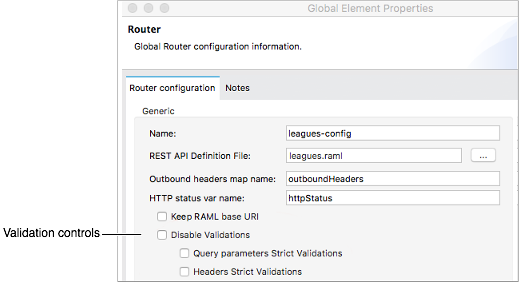 Global Element Properties
Router
Global Router configuration information.
Router configuration
Notes
Generic
Name:
leagues-config
REST API Definition File:
leagues.raml
...
Outbound headers map name:
outboundHeaders
HTTP status var name:
httpStatus
Keep RAML base URI
Validation controls
Disable Validations
Query parameters Strict Validations
Headers Strict Validations